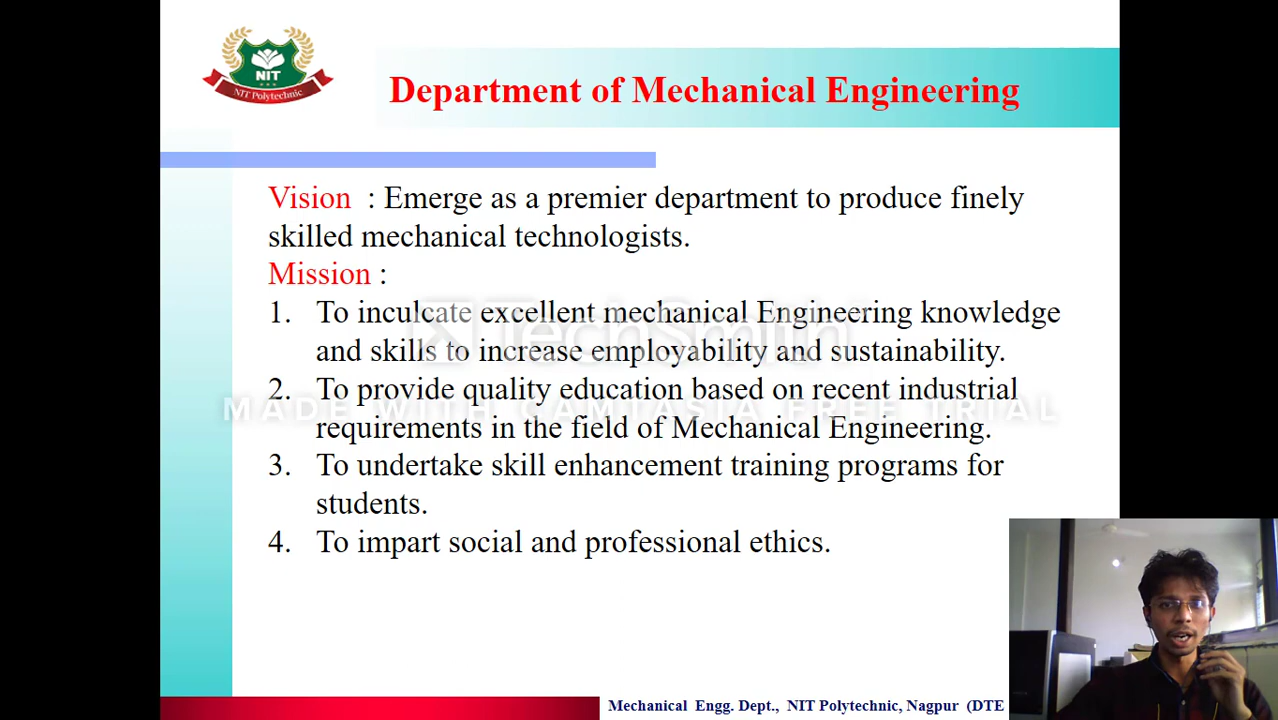 NIT
NIT Polytechnic
Department of Mechanical Engineering
Vision : Emerge as a premier department to produce finely
skilled mechanical technologists.
Mission :
1. To inculcate excellent mechanical Engineering knowledge
and skills to increase employability and sustainability.
2. To provide quality education based on recent industrial
requirements in the field of Mechanical Engineering.
3. To undertake skill enhancement training programs for
students.
4. To impart social and professional ethics.
TechSmith
MADE WITH CAMTASIA FREE TRIAL
Mechanical Engg. Dept., NIT Polytechnic, Nagpur (DTE